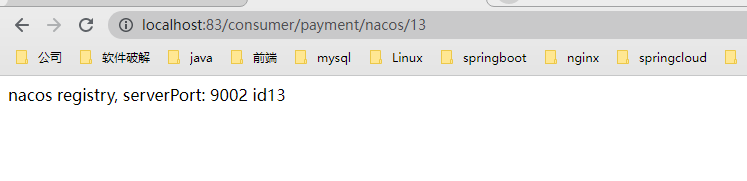 localhost:83/consumer/payment/nacos/13
公司 软件破解 java 前端 mysql Linux springboot nginx springcloud
nacos registry, serverPort: 9002 id13